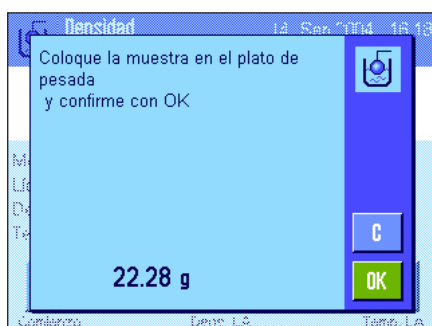 Densidad 14. Sep 2004 16:18
Coloque la muestra en el plato de
pesada
y confirme con OK
C
22.28 g
OK
Comienzo Dens. LA Temp. LA